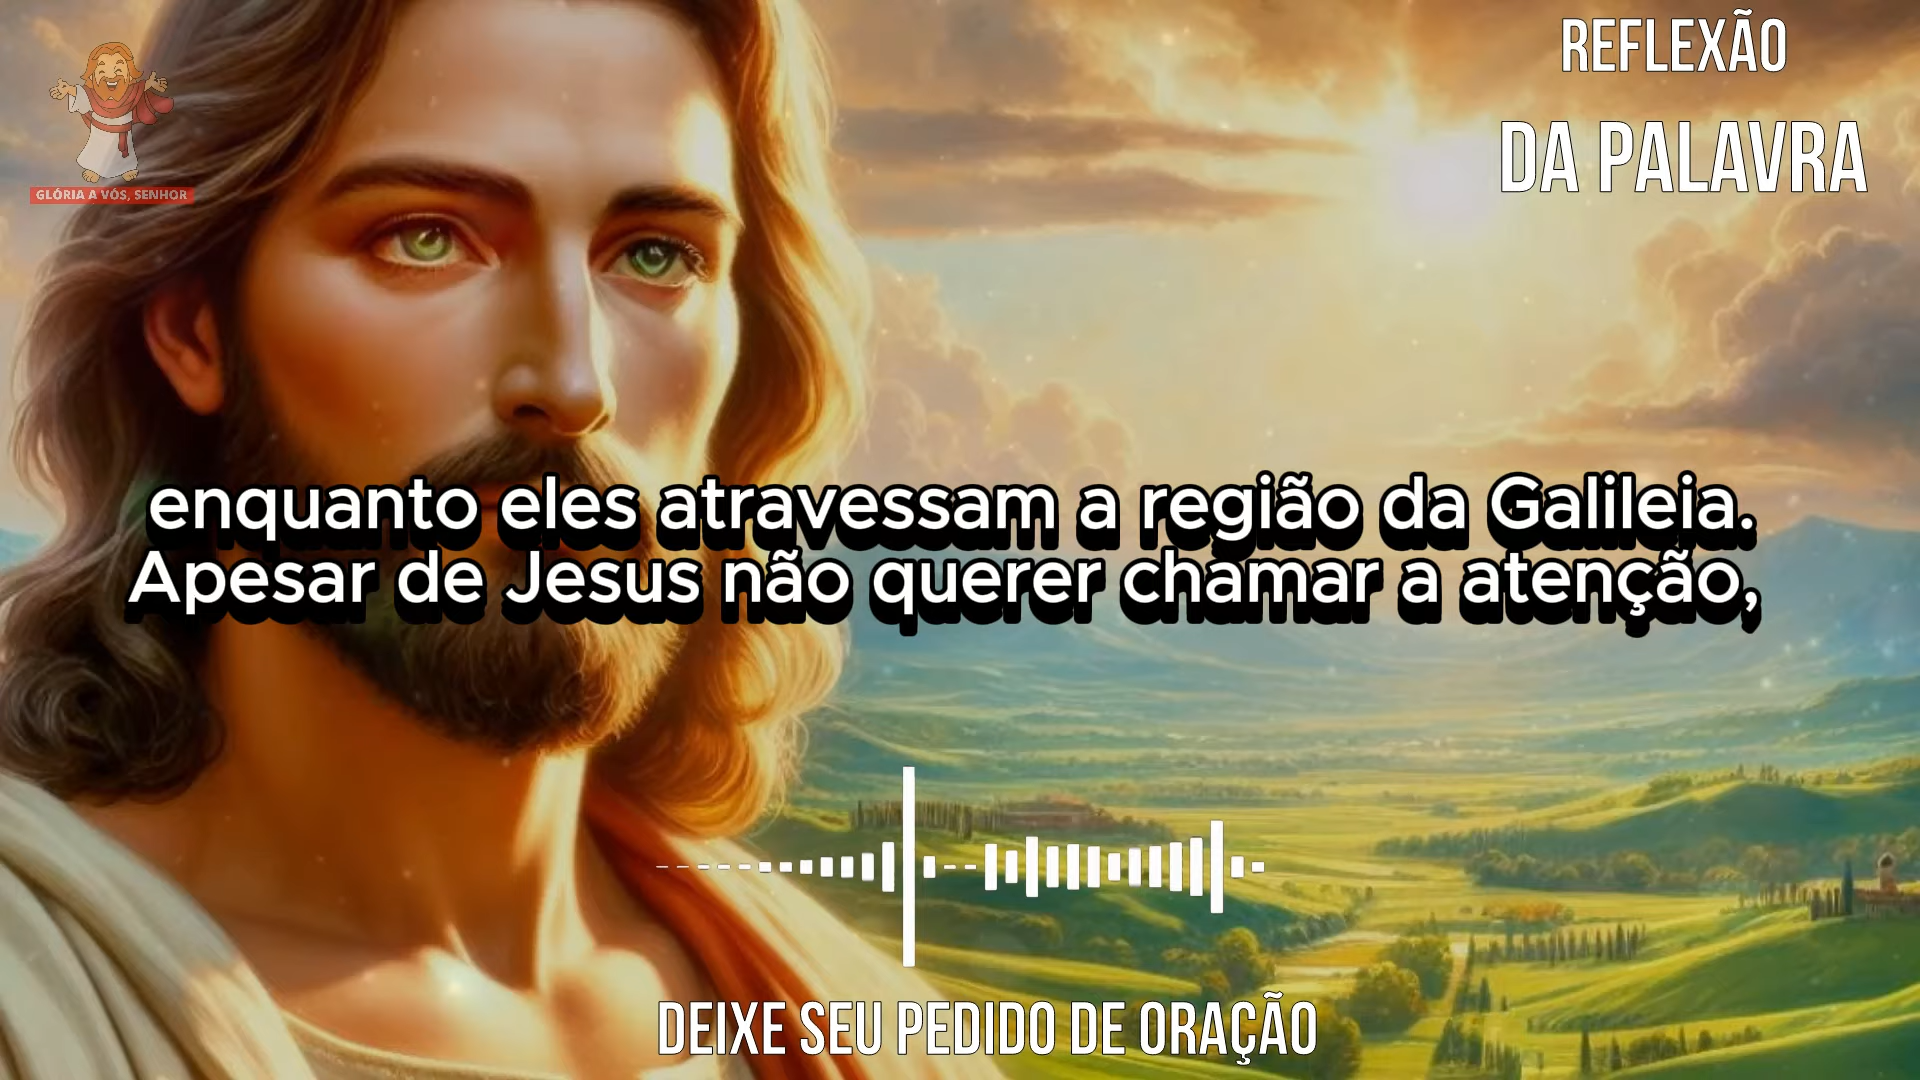 REFLEXÃO
DA PALAVRA
GLÓRIA A VÓS, SENHOR
enquanto eles atravessam a região da Galileia.
Apesar de Jesus não querer chamar a atenção,
DEIXE SEU PEDIDO DE ORAÇÃO